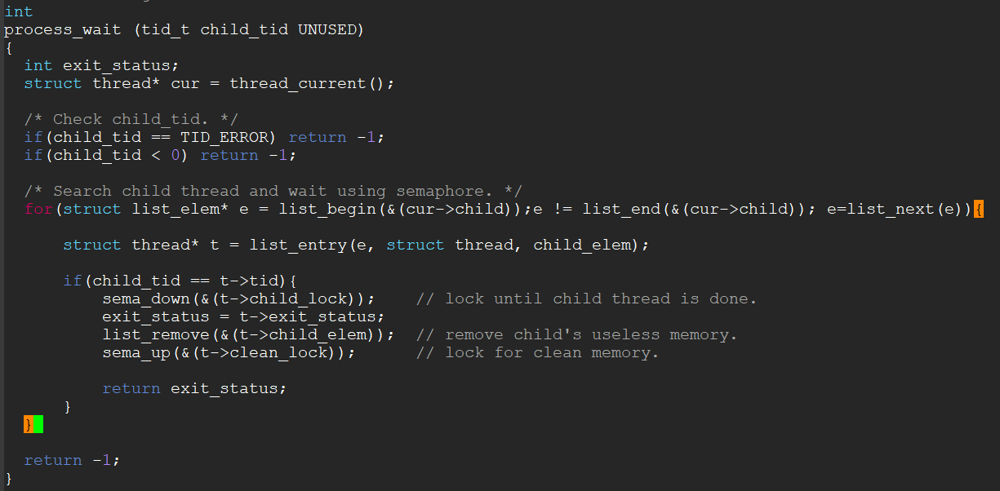 int
process_wait (tid_t child_tid UNUSED)
{
  int exit_status;
  struct thread* cur = thread_current();
  /* Check child_tid. */
  if(child_tid == TID_ERROR) return -1;
  if(child_tid < 0) return -1;
  /* Search child thread and wait using semaphore. */
  for(struct list_elem* e = list_begin(&(cur->child));e != list_end(&(cur->child)); e=list_next(e)){
      struct thread* t = list_entry(e, struct thread, child_elem);
      if(child_tid == t->tid){
          sema_down(&(t->child_lock));    // lock until child thread is done.
          exit_status = t->exit_status;
          list_remove(&(t->child_elem));  // remove child's useless memory.
          sema_up(&(t->clean_lock));      // lock for clean memory.
          return exit_status;
      }
  }
  return -1;
}